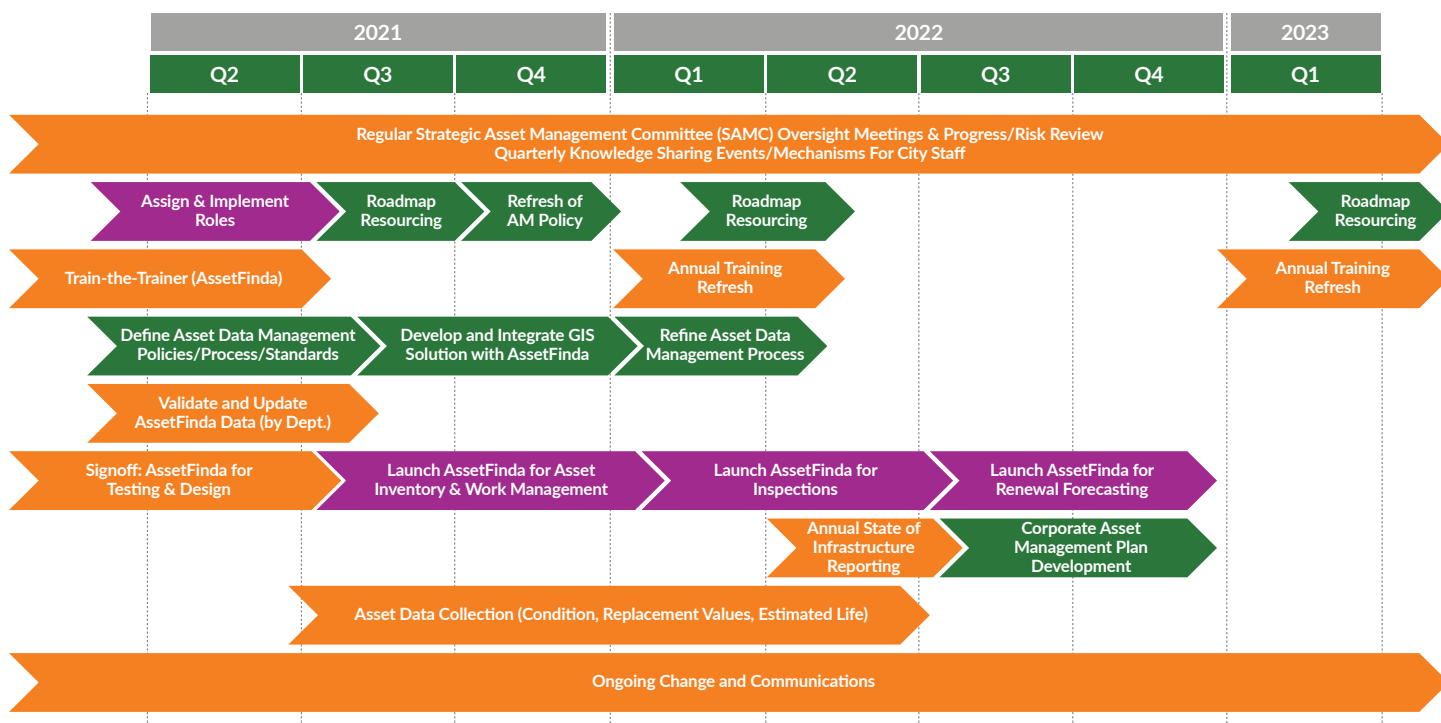 2021
2022
2023
Q2
Q3
Q4
Q1
Q2
Q3
Q4
Q1
Regular Strategic Asset Management Committee (SAMC) Oversight Meetings & Progress/Risk Review
Quarterly Knowledge Sharing Events/Mechanisms For City Staff
Assign & Implement
Roles
Roadmap
Resourcing
Refresh of
AM Policy
Roadmap
Resourcing
Roadmap
Resourcing
Train-the-Trainer (AssetFinda)
Annual Training
Refresh
Annual Training
Refresh
Define Asset Data Management
Policies/Process/Standards
Develop and Integrate GIS
Solution with AssetFinda
Refine Asset Data
Management Process
Validate and Update
AssetFinda Data (by Dept.)
Signoff: AssetFinda for
Testing & Design
Launch AssetFinda for Asset
Inventory & Work Management
Launch AssetFinda for
Inspections
Launch AssetFinda for
Renewal Forecasting
Annual State of
Infrastructure
Reporting
Corporate Asset
Management Plan
Development
Asset Data Collection (Condition, Replacement Values, Estimated Life)
Ongoing Change and Communications